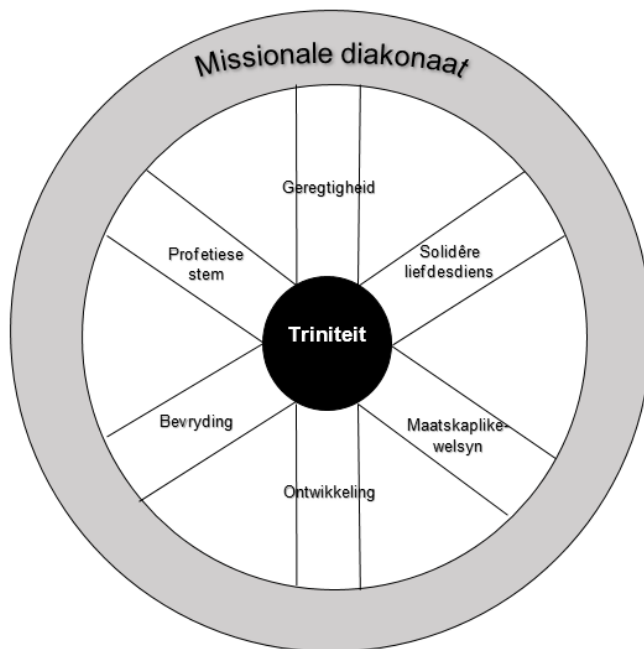 Missionale diakonaat
Geregtigheid
Profetiese
stem
Solidêre
liefdesdiens
Triniteit
Bevryding
Maatskaplike-
welsyn
Ontwikkeling